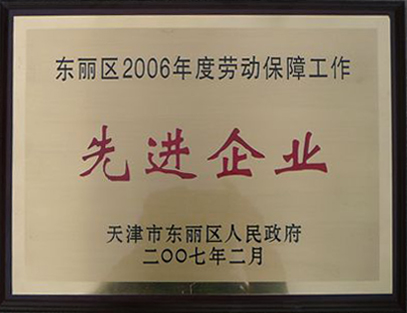 东丽区2006年度劳动保障工作
先进企业
天津市东丽区人民政府
二〇〇七年二月